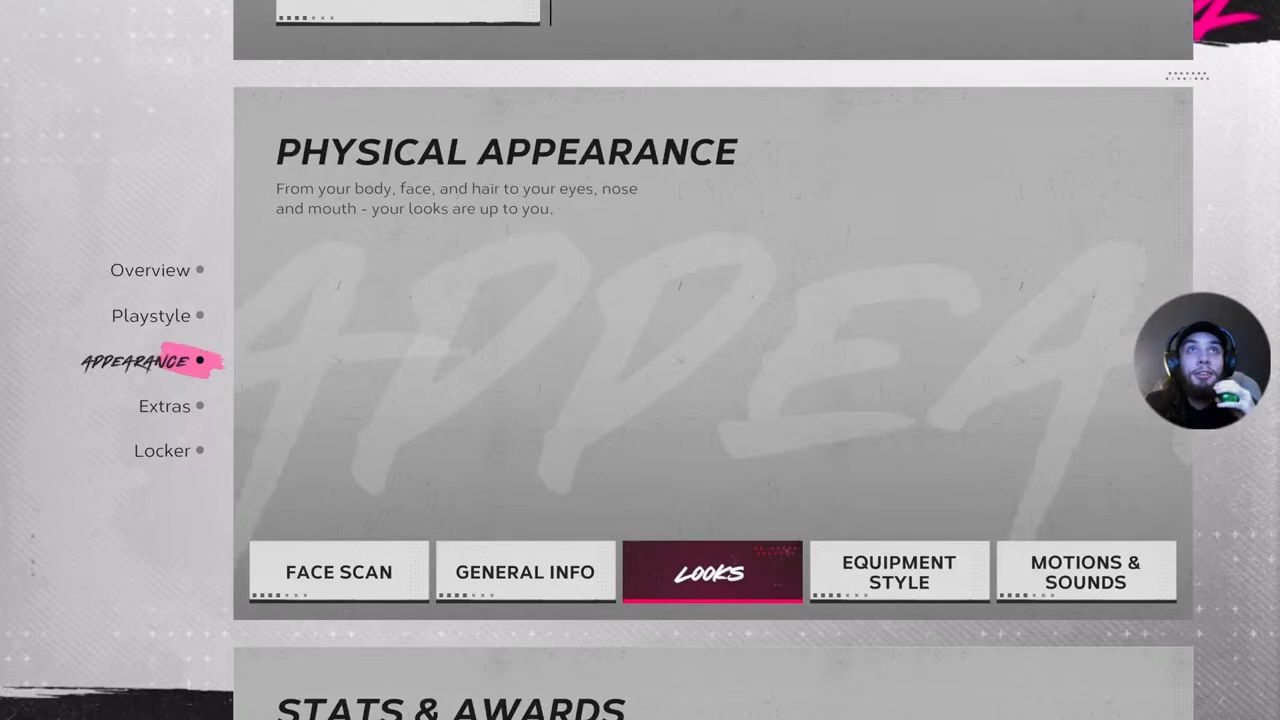 PHYSICAL APPEARANCE
From your body, face, and hair to your eyes, nose
and mouth - your looks are up to you.
APPEA
Overview
Playstyle
APPEARANCE
Extras
Locker
FACE SCAN
GENERAL INFO
LOOKS
EQUIPMENT
STYLE
MOTIONS &
SOUNDS
STATS & AWARDS